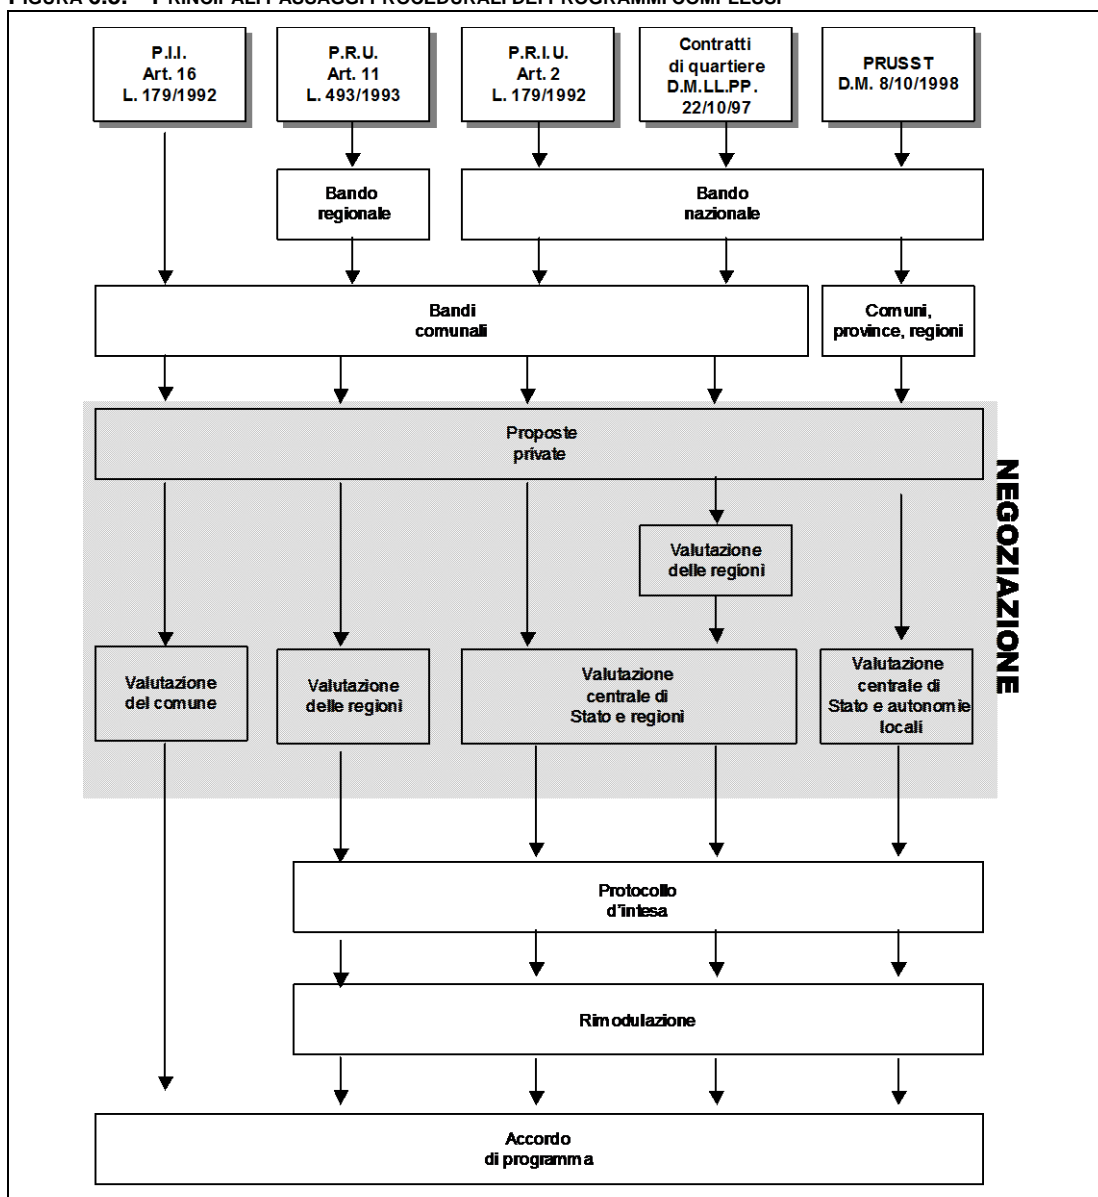 P.I.I.
Art. 16
L. 179/1992
P.R.U.
Art. 11
L. 493/1993
P.R.I.U.
Art. 2
L. 179/1992
Contratti
di quartiere
D.M.LL.PP.
22/10/97
PRUSST
D.M. 8/10/1998
Bando
regionale
Bando
nazionale
Bandi
comunali
Comuni,
province, regioni
Proposte
private
NEGOZIAZIONE
Valutazione
delle regioni
Valutazione
del comune
Valutazione
delle regioni
Valutazione
centrale di
Stato e regioni
Valutazione
centrale di
Stato e autonomie
locali
Protocollo
d'intesa
Rimodulazione
Accordo
di programma